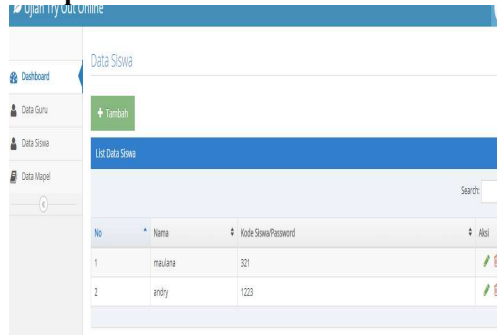 Ujian Try Out Online
Data Siswa
Dashboard
Data Guru
Data Siswa
Data Mapel
+ Tambah
List Data Siswa
Search:
No Nama Kode Siswa/Password Aksi
1 maulana 321
2 andry 1223